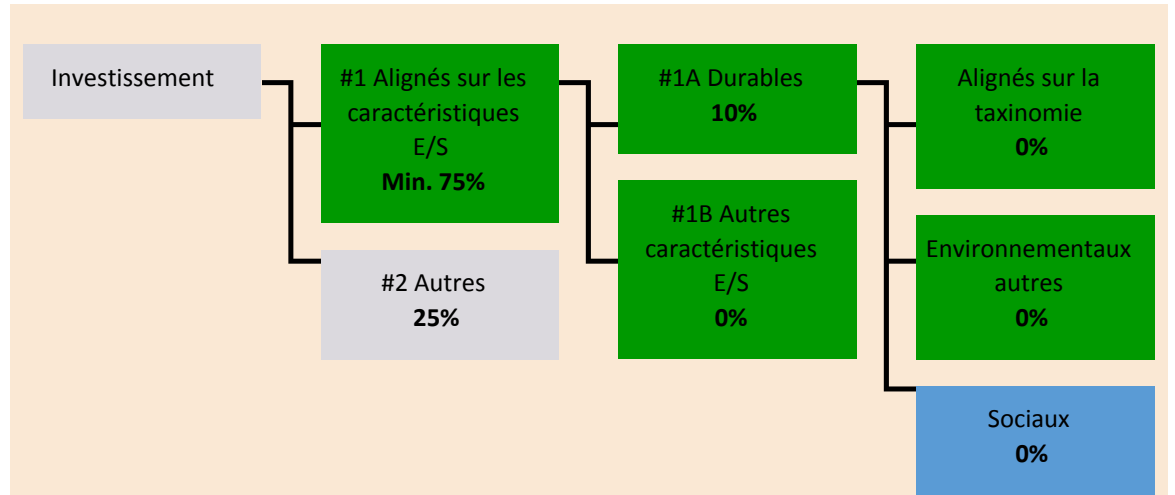 Investissement
#1 Alignés sur les
caractéristiques
E/S
Min. 75%
#2 Autres
25%
#1A Durables
10%
#1B Autres
caractéristiques
E/S
0%
Alignés sur la
taxinomie
0%
Environnementaux
autres
0%
Sociaux
0%